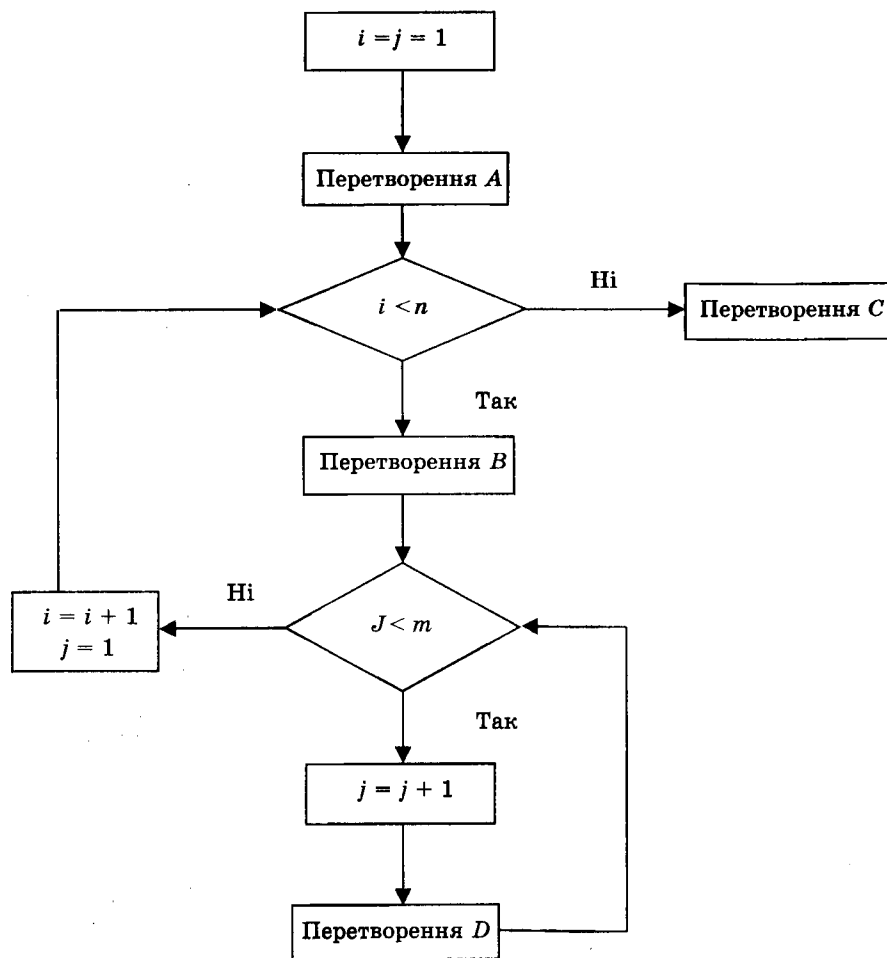 i = j = 1
Перетворення A
i < n
Ні
Перетворення C
Так
Перетворення B
Ні
i = i + 1
j = 1
J < m
Так
j = j + 1
Перетворення D